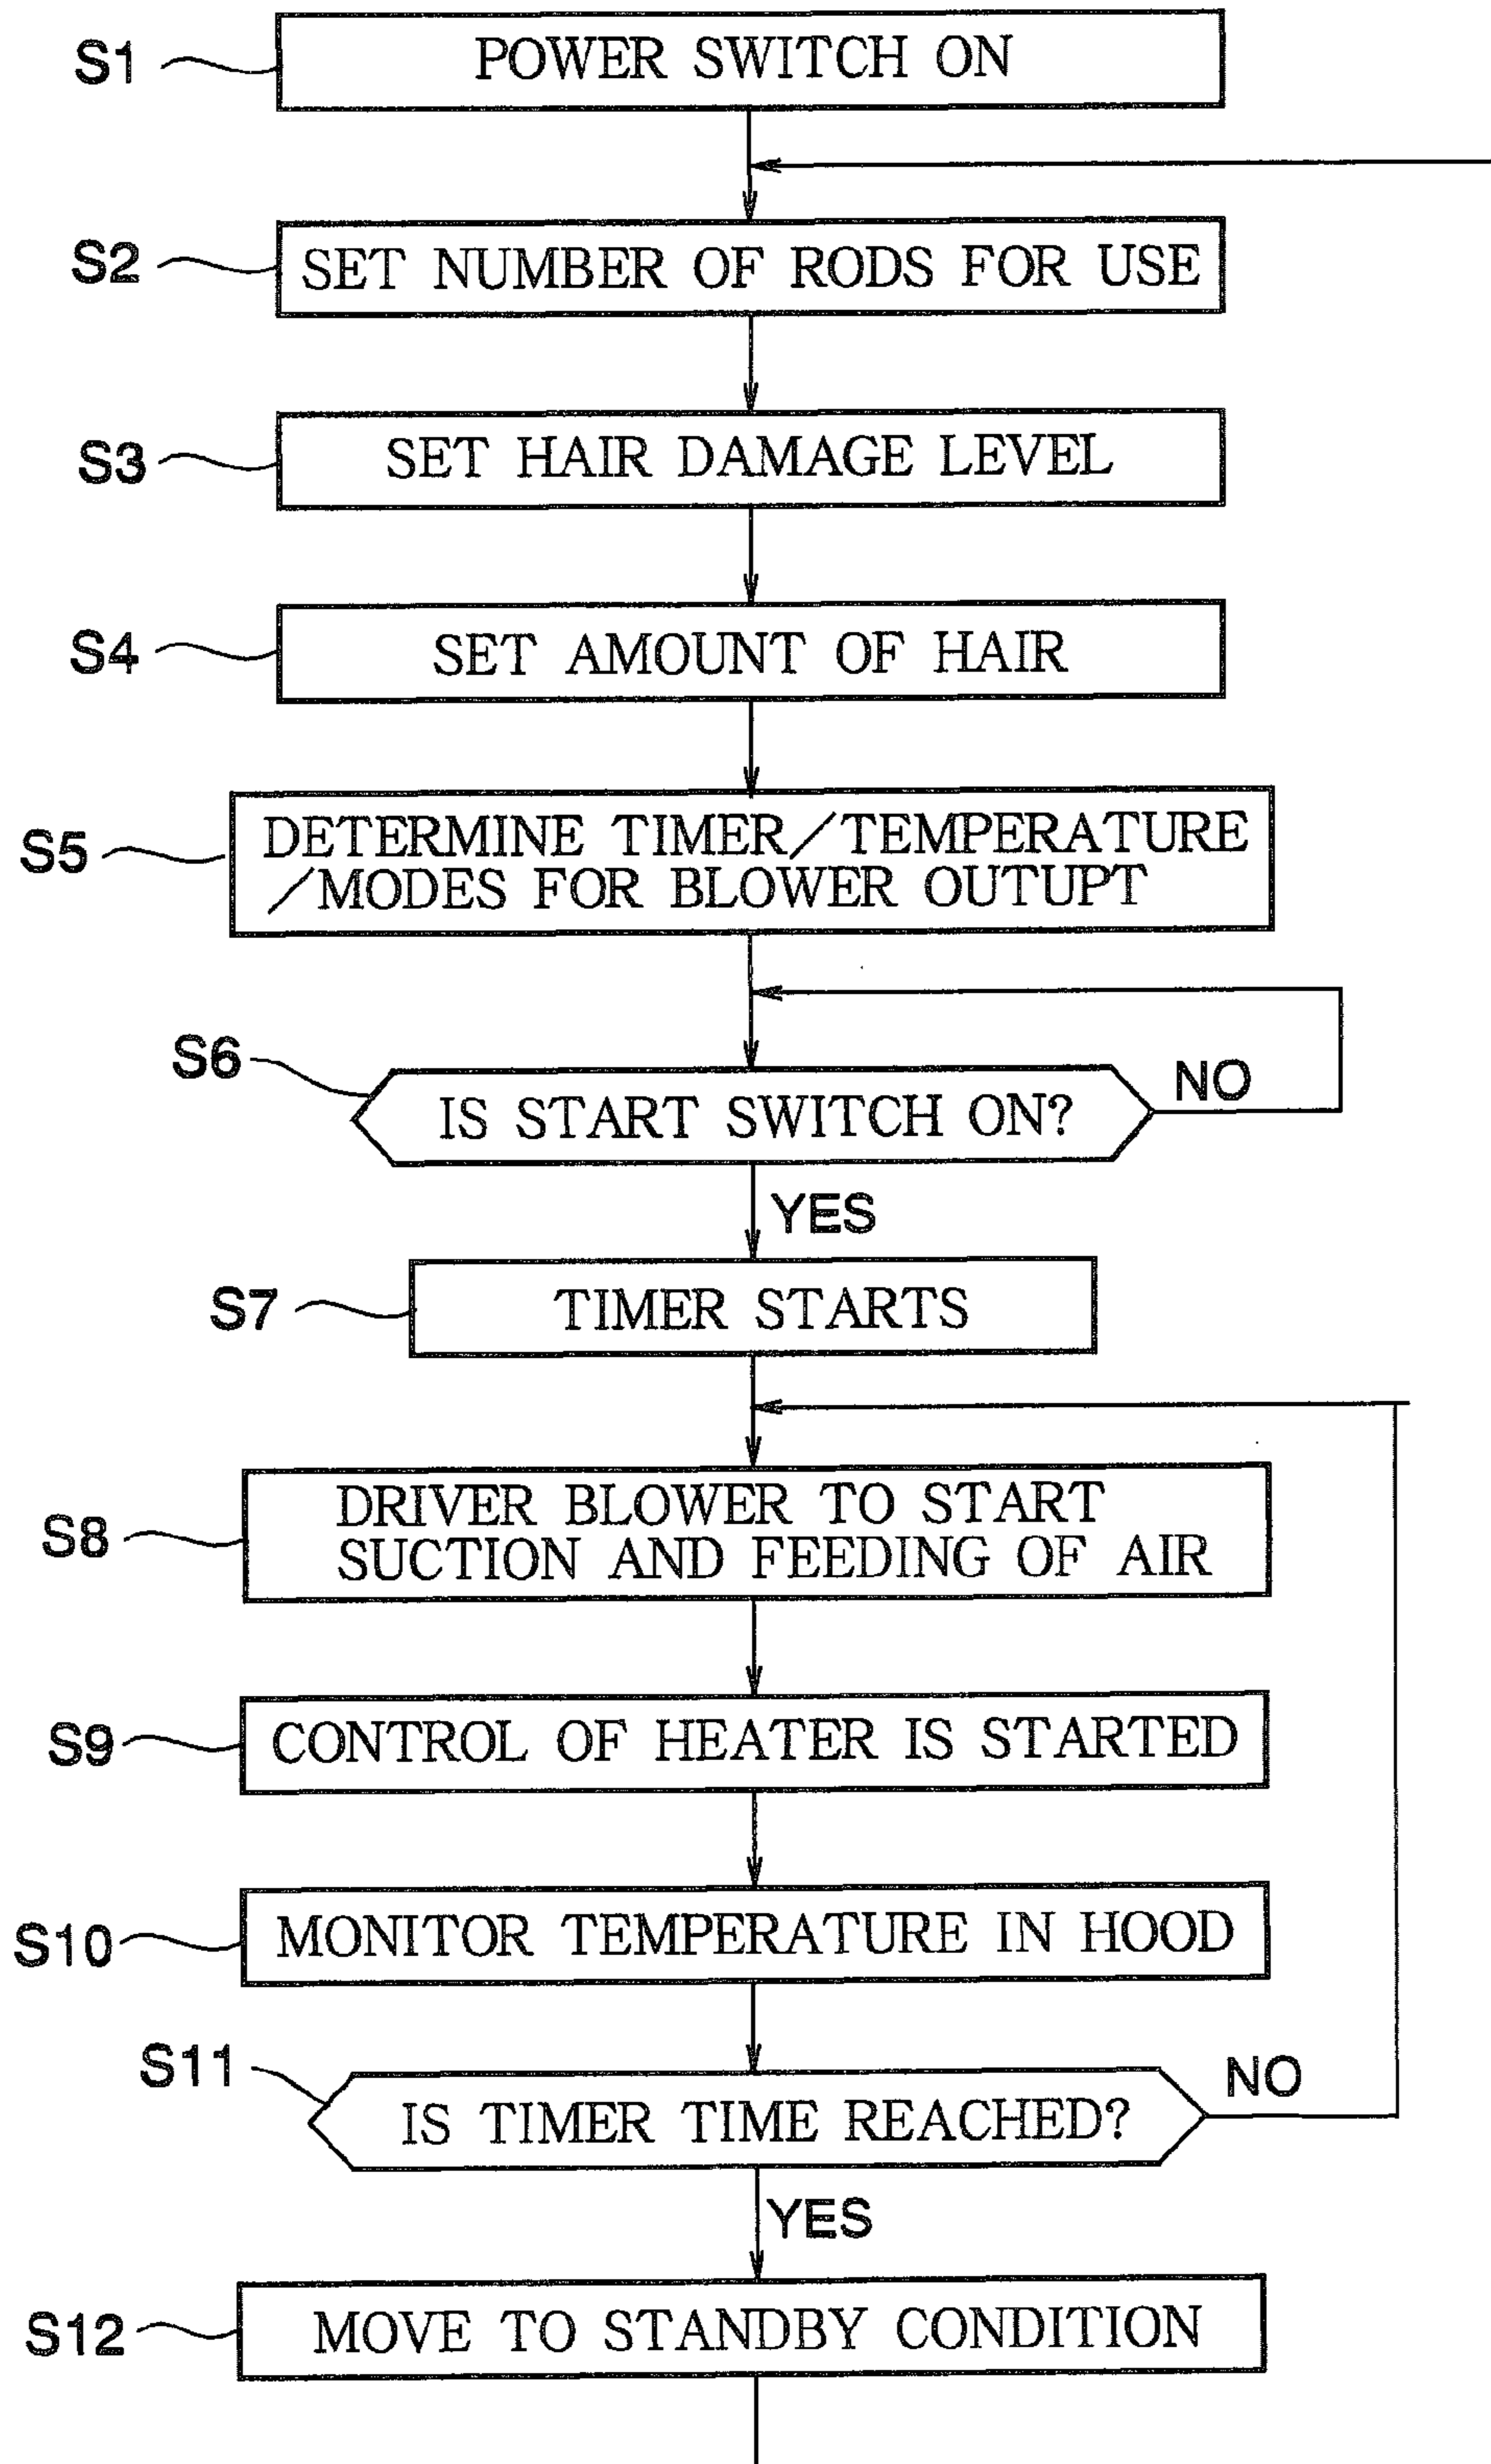 S1
POWER SWITCH ON
S2
SET NUMBER OF RODS FOR USE
S3
SET HAIR DAMAGE LEVEL
S4
SET AMOUNT OF HAIR
S5
DETERMINE TIMER/TEMPERATURE
/MODES FOR BLOWER OUTUPT
S6
IS START SWITCH ON?
NO
YES
S7
TIMER STARTS
S8
DRIVER BLOWER TO START
SUCTION AND FEEDING OF AIR
S9
CONTROL OF HEATER IS STARTED
S10
MONITOR TEMPERATURE IN HOOD
S11
IS TIMER TIME REACHED?
NO
YES
S12
MOVE TO STANDBY CONDITION